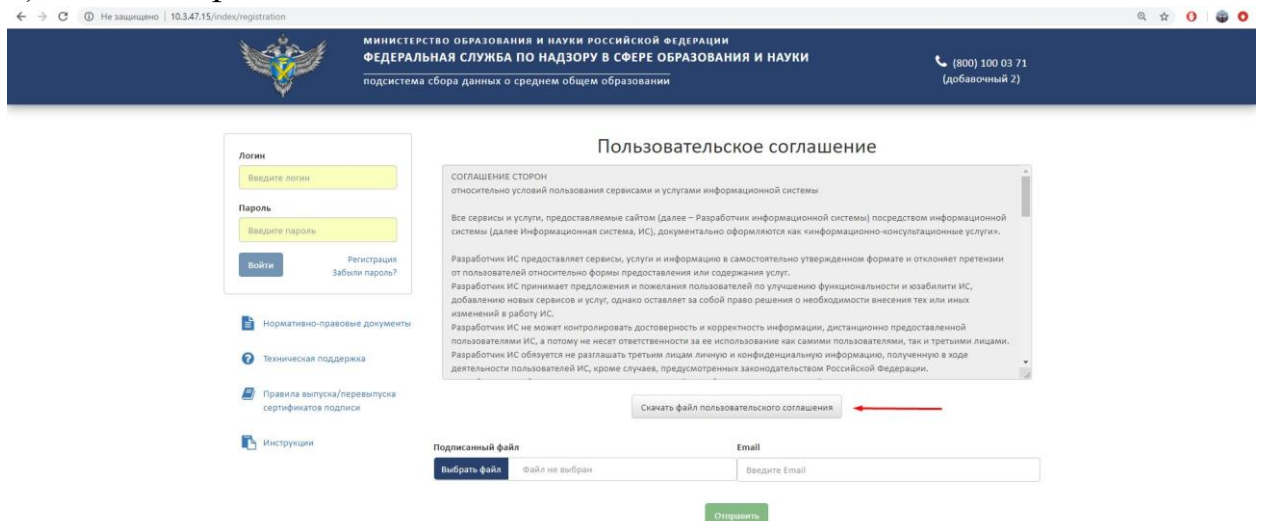 Не защищено | 10.3.47.15/index/registration
МИНИСТЕРСТВО ОБРАЗОВАНИЯ И НАУКИ РОССИЙСКОЙ ФЕДЕРАЦИИ
ФЕДЕРАЛЬНАЯ СЛУЖБА ПО НАДЗОРУ В СФЕРЕ ОБРАЗОВАНИЯ И НАУКИ
подсистема сбора данных о среднем общем образовании
(800) 100 03 71
(добавочный 2)
Логин
Введите логин
Пароль
Введите пароль
Войти
Регистрация
Забыли пароль?
Нормативно-правовые документы
Техническая поддержка
Правила выпуска/перевыпуска
сертификатов подписи
Инструкции
Пользовательское соглашение
СОГЛАШЕНИЕ СТОРОН
относительно условий пользования сервисами и услугами информационной системы
Все сервисы и услуги, предоставляемые сайтом (далее – Разработчик информационной системы) посредством информационной
системы (далее Информационная система, ИС), документально оформляются как «информационно-консультационные услуги».
Разработчик ИС предоставляет сервисы, услуги и информацию в самостоятельно утвержденном формате и отклоняет претензии
от пользователей относительно формы предоставления или содержания услуг.
Разработчик ИС принимает предложения и пожелания пользователей по улучшению функциональности и юзабилити ИС,
добавлению новых сервисов и услуг, однако оставляет за собой право решения о необходимости внесения тех или иных
изменений в работу ИС.
Разработчик ИС не может контролировать достоверность и корректность информации, дистанционно предоставленной
пользователями ИС, а потому не несет ответственности за ее использование как самими пользователями, так и третьими лицами.
Разработчик ИС обязуется не разглашать третьим лицам личную и конфиденциальную информацию, полученную в ходе
деятельности пользователей ИС, кроме случаев, предусмотренных законодательством Российской Федерации.
Скачать файл пользовательского соглашения
Подписанный файл
Выбрать файл Файл не выбран
Email
Введите Email
Отправить